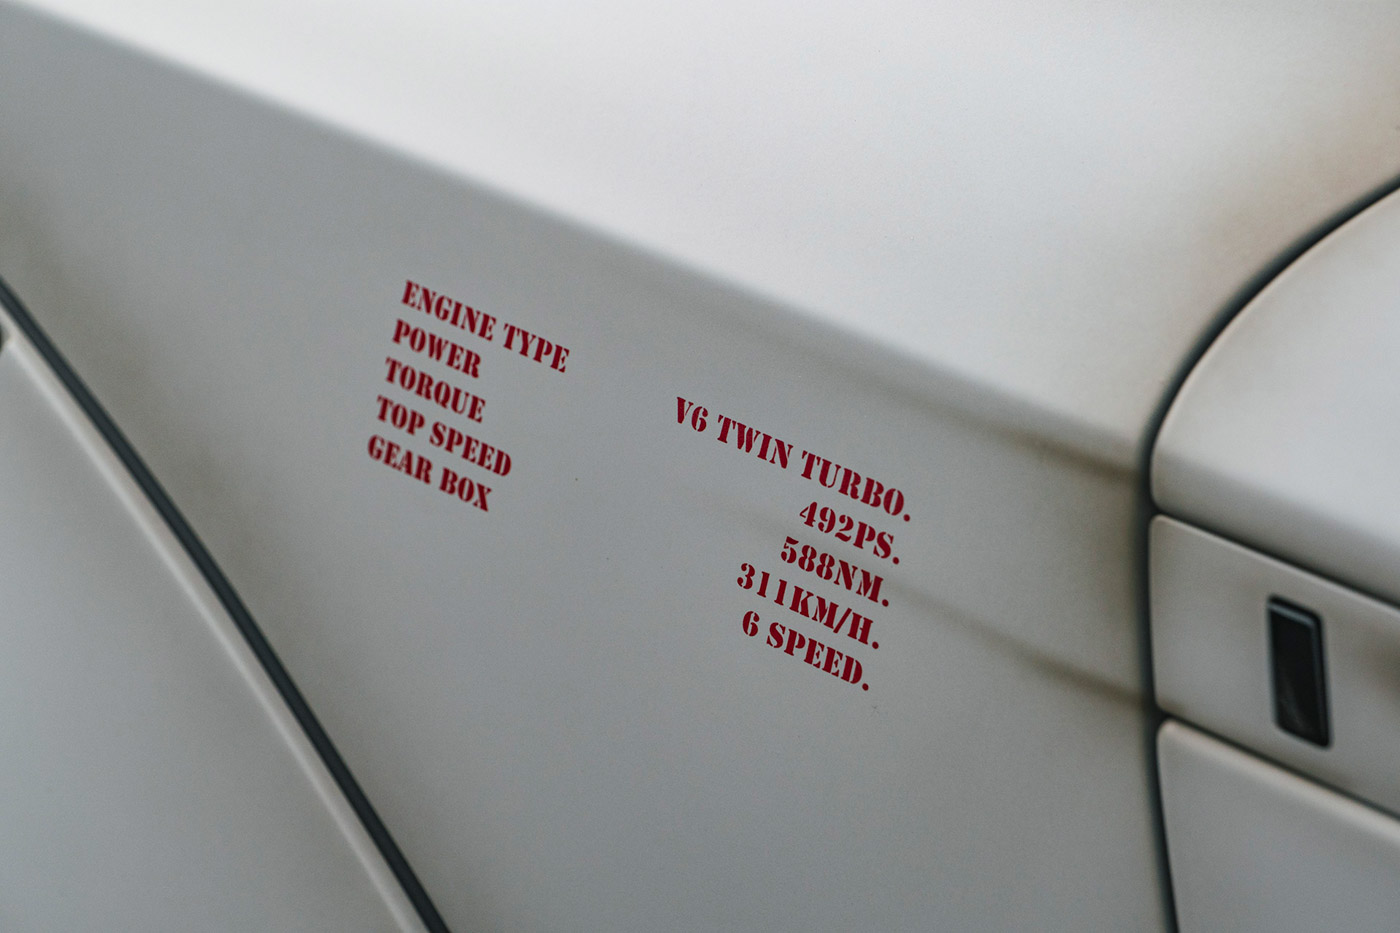 ENGINE TYPE
POWER
TORQUE
TOP SPEED
GEAR BOX
V6 TWIN TURBO.
492PS.
588NM.
311KM/H.
6 SPEED.